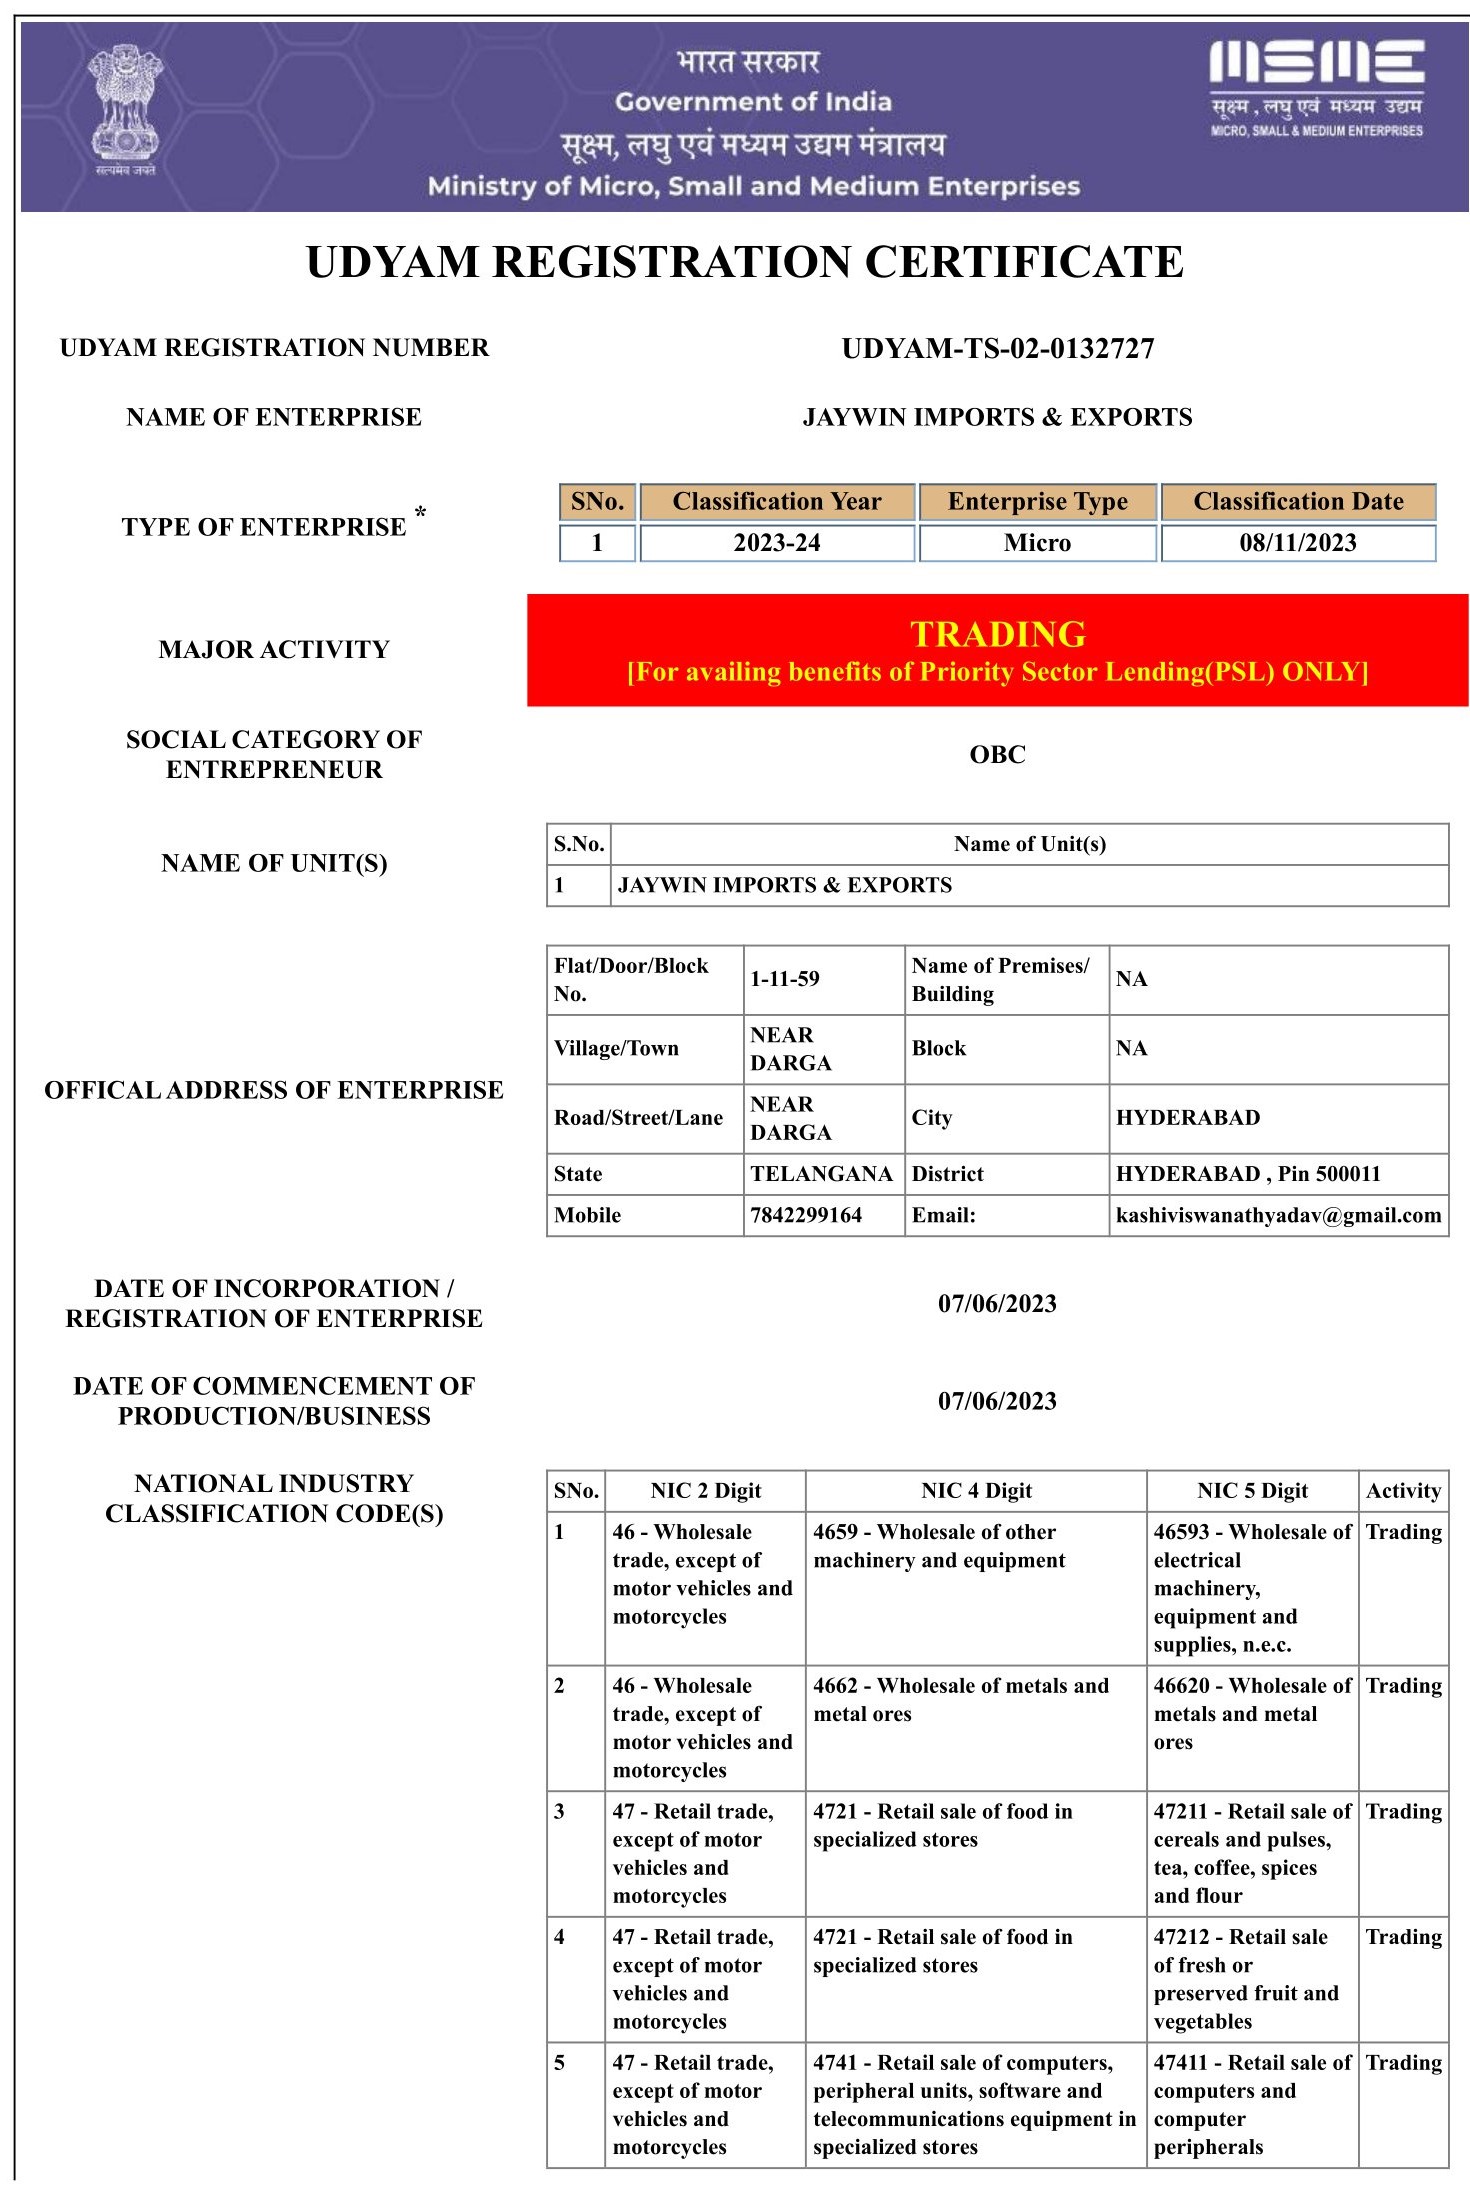 भारत सरकार
Government of India
सूक्ष्म, लघु एवं मध्यम उद्यम मंत्रालय
Ministry of Micro, Small and Medium Enterprises
सत्यमेव जयते
MSME
सूक्ष्म , लघु एवं मध्यम उद्यम
MICRO, SMALL & MEDIUM ENTERPRISES
UDYAM REGISTRATION CERTIFICATE
UDYAM REGISTRATION NUMBER UDYAM-TS-02-0132727
NAME OF ENTERPRISE JAYWIN IMPORTS & EXPORTS
TYPE OF ENTERPRISE *
SNo. Classification Year Enterprise Type Classification Date
1 2023-24 Micro 08/11/2023
MAJOR ACTIVITY
TRADING
[For availing benefits of Priority Sector Lending(PSL) ONLY]
SOCIAL CATEGORY OF
ENTREPRENEUR
OBC
NAME OF UNIT(S)
S.No. Name of Unit(s)
1 JAYWIN IMPORTS & EXPORTS
OFFICAL ADDRESS OF ENTERPRISE
Flat/Door/Block
No.
1-11-59
Name of Premises/
Building
NA
Village/Town
NEAR
DARGA
Block
NA
Road/Street/Lane
NEAR
DARGA
City
HYDERABAD
State TELANGANA District HYDERABAD , Pin 500011
Mobile 7842299164 Email: kashiviswanathyadav@gmail.com
DATE OF INCORPORATION /
REGISTRATION OF ENTERPRISE
07/06/2023
DATE OF COMMENCEMENT OF
PRODUCTION/BUSINESS
07/06/2023
NATIONAL INDUSTRY
CLASSIFICATION CODE(S)
SNo. NIC 2 Digit NIC 4 Digit NIC 5 Digit Activity
1
46 - Wholesale
trade, except of
motor vehicles and
motorcycles
4659 - Wholesale of other
machinery and equipment
46593 - Wholesale of
electrical
machinery,
equipment and
supplies, n.e.c.
Trading
2
46 - Wholesale
trade, except of
motor vehicles and
motorcycles
4662 - Wholesale of metals and
metal ores
46620 - Wholesale of
metals and metal
ores
Trading
3
47 - Retail trade,
except of motor
vehicles and
motorcycles
4721 - Retail sale of food in
specialized stores
47211 - Retail sale of
cereals and pulses,
tea, coffee, spices
and flour
Trading
4
47 - Retail trade,
except of motor
vehicles and
motorcycles
4721 - Retail sale of food in
specialized stores
47212 - Retail sale
of fresh or
preserved fruit and
vegetables
Trading
5
47 - Retail trade,
except of motor
vehicles and
motorcycles
4741 - Retail sale of computers,
peripheral units, software and
telecommunications equipment in
specialized stores
47411 - Retail sale of
computers and
computer
peripherals
Trading